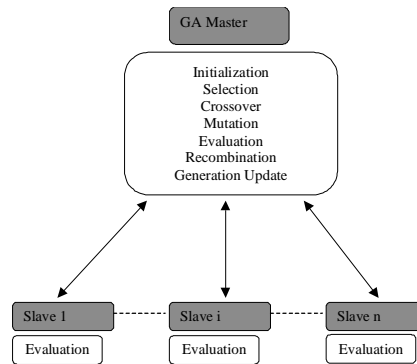 GA Master
Initialization
Selection
Crossover
Mutation
Evaluation
Recombination
Generation Update
Slave 1
Slave i
Slave n
Evaluation
Evaluation
Evaluation